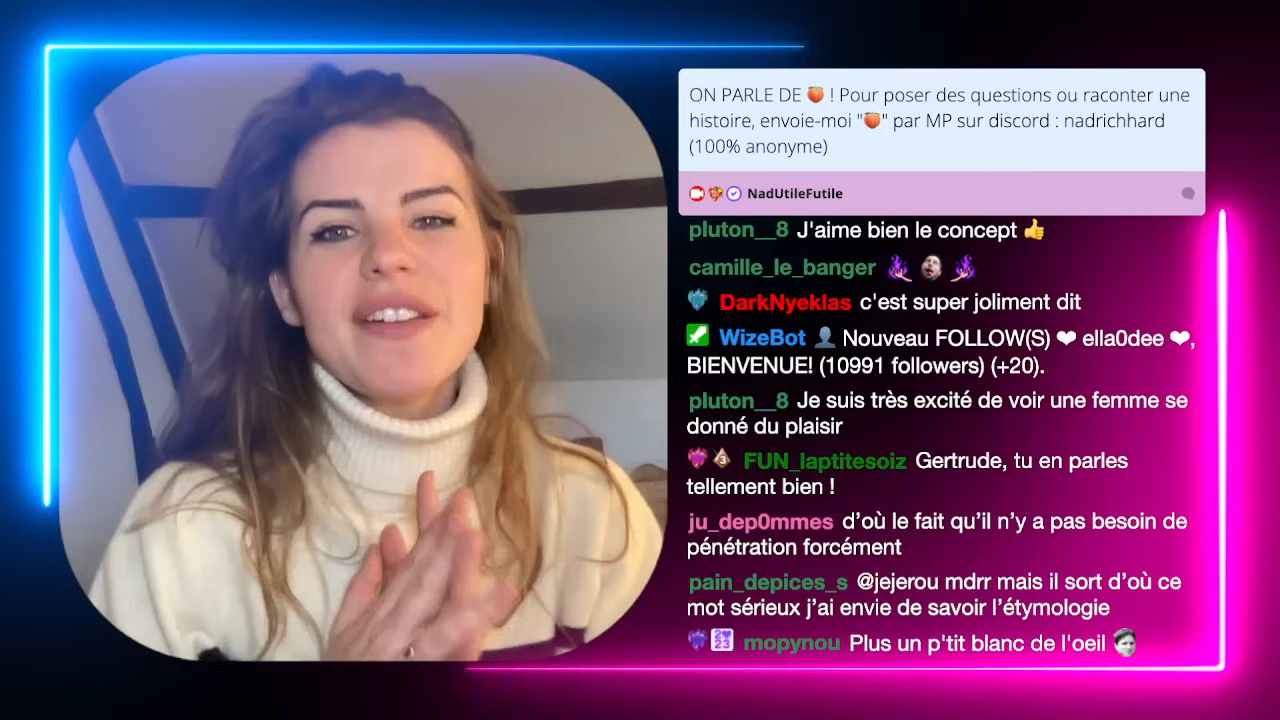 ON PARLE DE 🍑 ! Pour poser des questions ou raconter une
histoire, envoie-moi "🍑" par MP sur discord : nadrichhard
(100% anonyme)
NadUtileFutile
pluton__8 J'aime bien le concept 👍
camille_le_banger
DarkNyeklas c'est super joliment dit
WizeBot 👤 Nouveau FOLLOW(S) ❤ ella0dee ❤,
BIENVENUE! (10991 followers) (+20).
pluton__8 Je suis très excité de voir une femme se
donné du plaisir
3 FUN_laptitesoiz Gertrude, tu en parles
tellement bien !
ju_dep0mmes d’où le fait qu’il n’y a pas besoin de
pénétration forcément
pain_depices_s @jejerou mdrr mais il sort d’où ce
mot sérieux j’ai envie de savoir l’étymologie
mopynou Plus un p'tit blanc de l'oeil